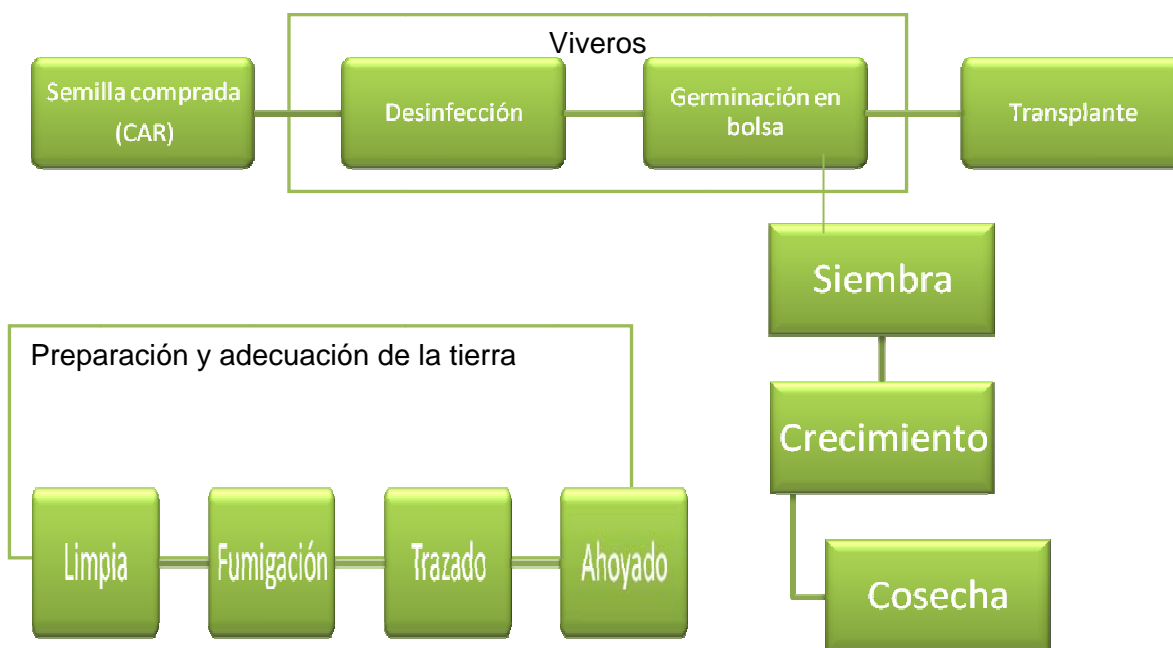 Viveros
Semilla comprada
(CAR)
Desinfección
Germinación en
bolsa
Transplante
Siembra
Preparación y adecuación de la tierra
Crecimiento
Limpia
Fumigación
Trazado
Ahoyado
Cosecha